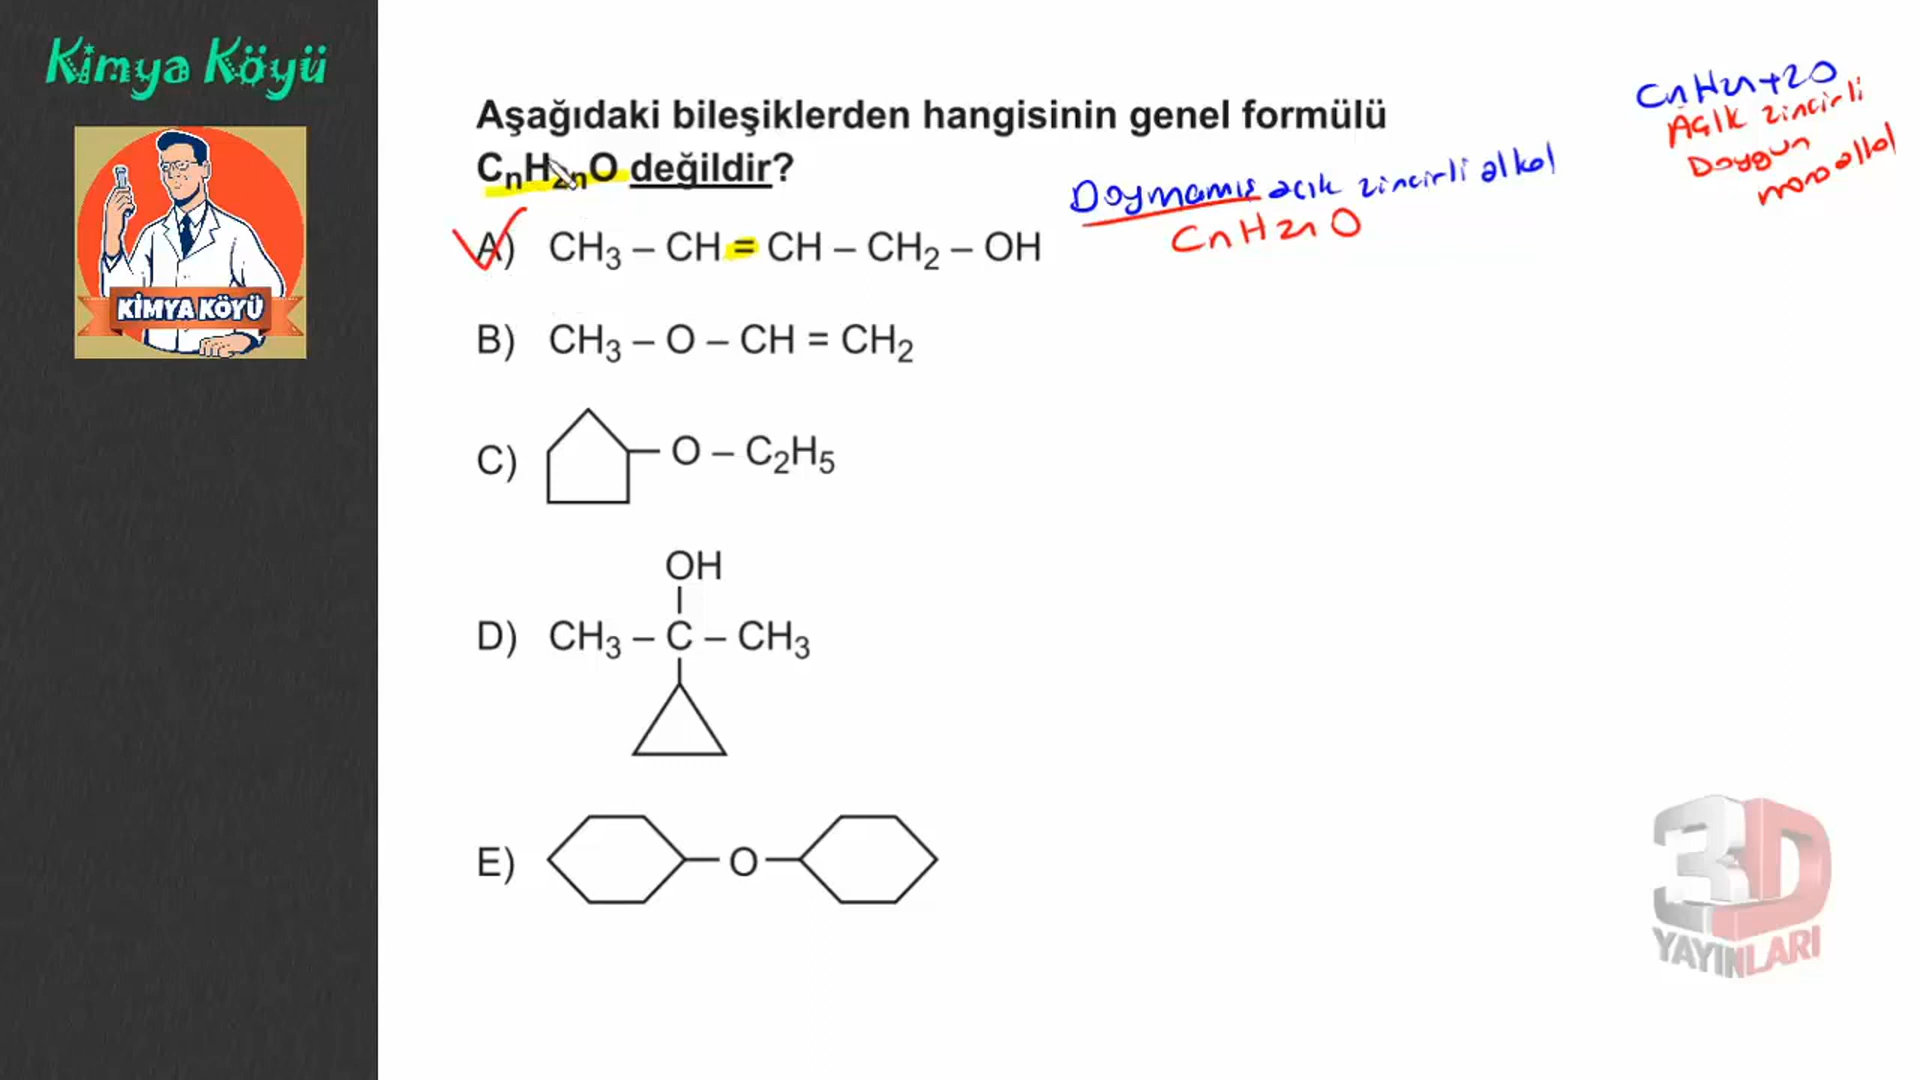 Kimya Köyü
KİMYA KÖYÜ
Aşağıdaki bileşiklerden hangisinin genel formülü
CnH2nO değildir?
CnH2n+2O
Açık zincirli
Doygun
monoalkol
Doymamış açık zincirli alkol
CnH2nO
A) CH3 – CH = CH – CH2 – OH
B) CH3 – O – CH = CH2
C) – O – C2H5
OH
D) CH3 – C – CH3
E) – O –
3D
YAYINLARI